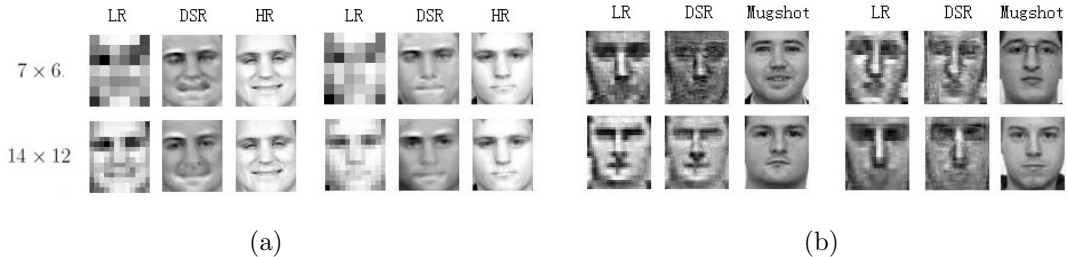 LR DSR HR LR DSR HR LR DSR Mugshot LR DSR Mugshot
7 × 6.
14 × 12
(a) (b)